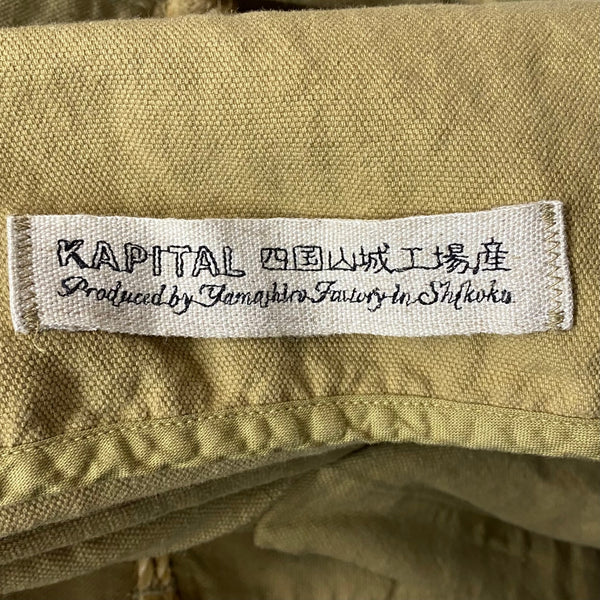 KAPITAL 四国山城工場産
Produced by Yamashiro Factory in Shikoku